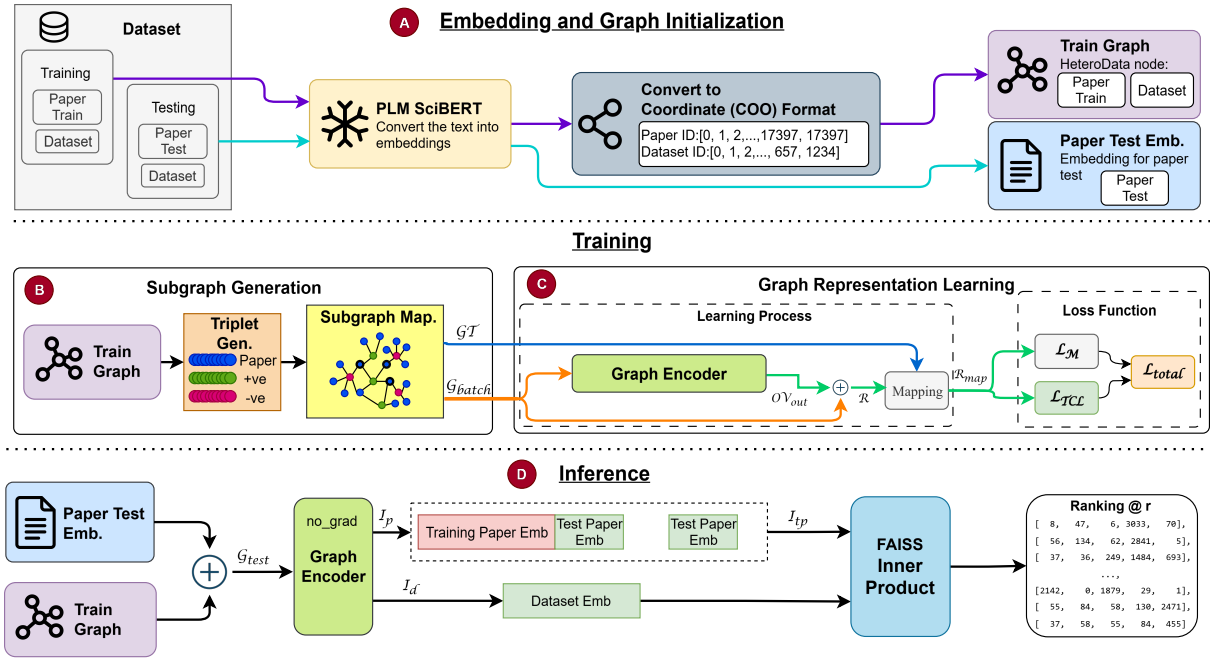 A
Embedding and Graph Initialization
Dataset
Training
Paper
Train
Dataset
Testing
Paper
Test
Dataset
PLM SciBERT
Convert the text into
embeddings
Convert to
Coordinate (COO) Format
Paper ID:[0, 1, 2,...,17397, 17397]
Dataset ID:[0, 1, 2,..., 657, 1234]
Train Graph
HeteroData node:
Paper
Train
Dataset
Paper Test Emb.
Embedding for paper
test
Paper
Test
Training
B
Subgraph Generation
Train
Graph
Triplet
Gen.
Paper
+ve
-ve
Subgraph Map.
𝒢𝒯
𝒢batch
C
Graph Representation Learning
Learning Process
Graph Encoder
𝒪𝒱out
+
ℛ
Mapping
ℛmap
Loss Function
ℒℳ
ℒ𝒯𝒞ℒ
ℒtotal
D
Inference
Paper Test
Emb.
Train
Graph
+
𝒢test
no_grad
Graph
Encoder
Ip
Training Paper Emb
Test Paper
Emb
Test Paper
Emb
Itp
Id
Dataset Emb
FAISS
Inner
Product
Ranking @ r
[ 8, 47, 6, 3033, 70],
[ 56, 134, 62, 2841, 5],
[ 37, 36, 249, 1484, 693],
...,
[2142, 0, 1879, 29, 1],
[ 55, 84, 58, 130, 2471],
[ 37, 58, 55, 84, 455]